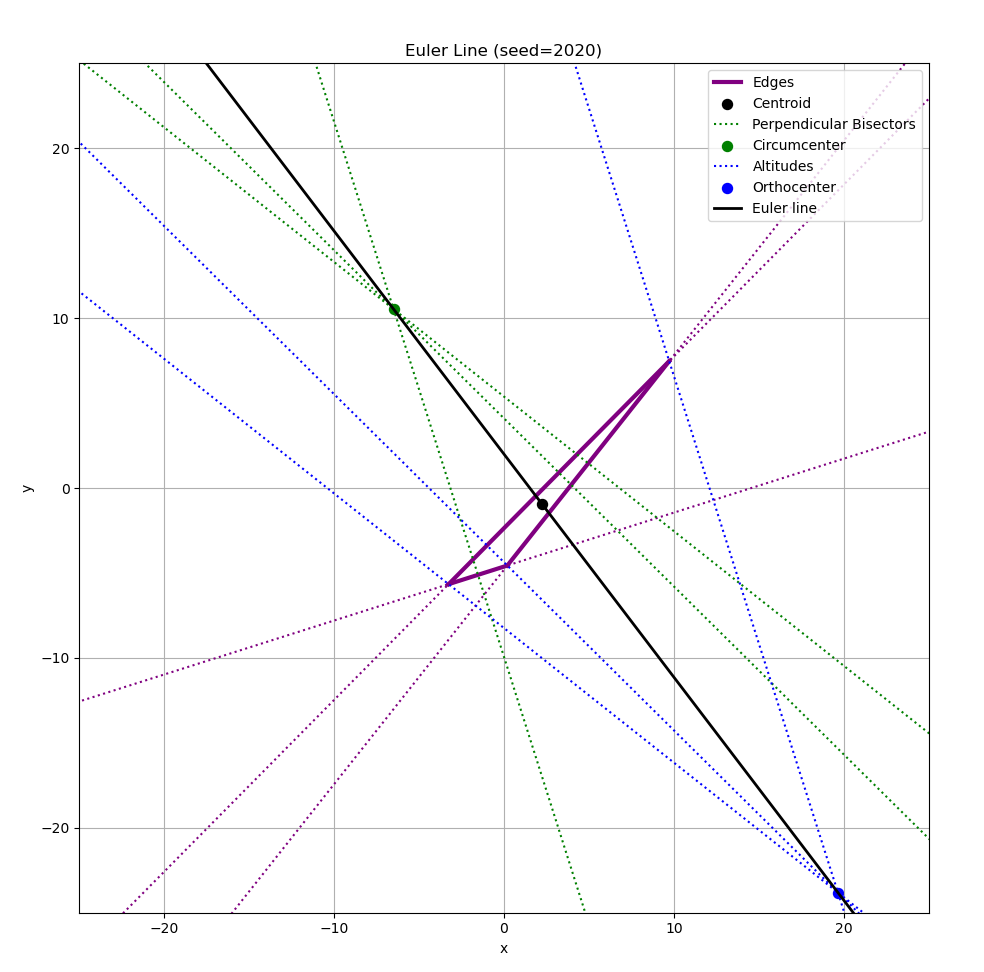 Euler Line (seed=2020)
Edges
Centroid
Perpendicular Bisectors
Circumcenter
Altitudes
Orthocenter
Euler line
20
10
0
−10
−20
y
−20
−10
0
10
20
x